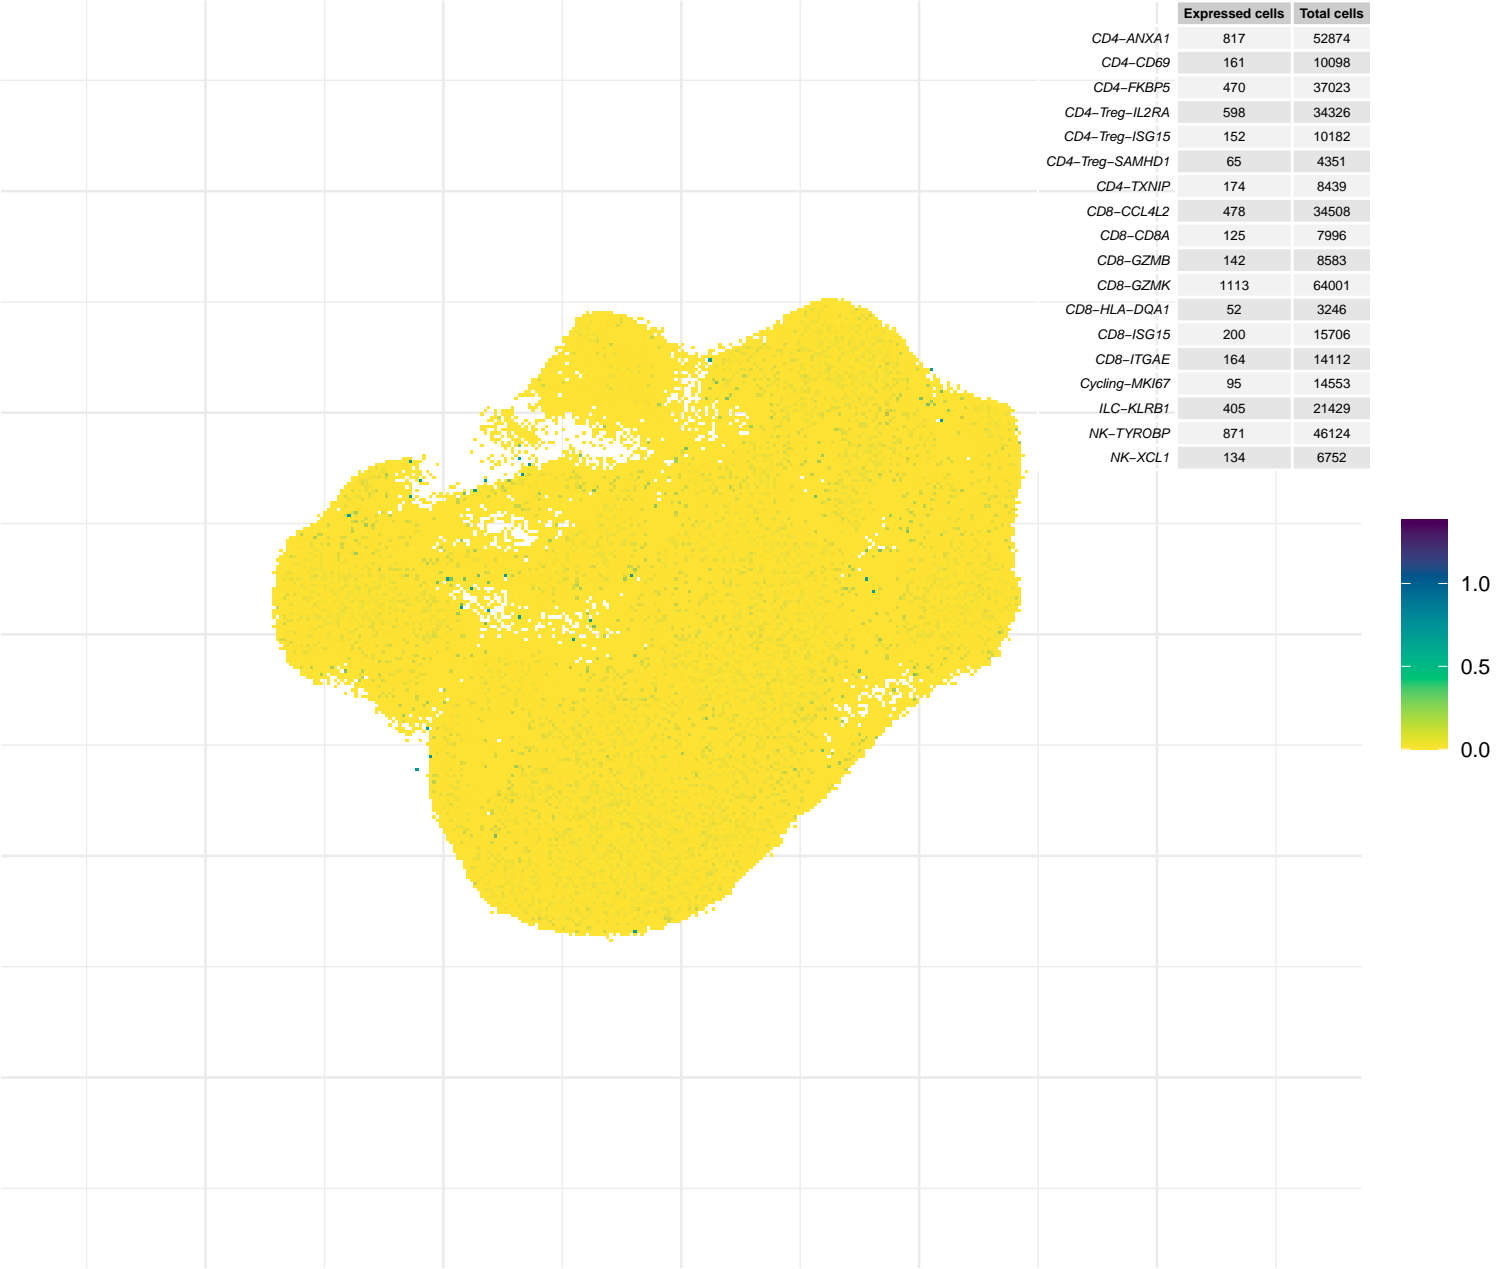 Expressed cells Total cells
CD4−ANXA1 817 52874
CD4−CD69 161 10098
CD4−FKBP5 470 37023
CD4−Treg−IL2RA 598 34326
CD4−Treg−ISG15 152 10182
CD4−Treg−SAMHD1 65 4351
CD4−TXNIP 174 8439
CD8−CCL4L2 478 34508
CD8−CD8A 125 7996
CD8−GZMB 142 8583
CD8−GZMK 1113 64001
CD8−HLA−DQA1 52 3246
CD8−ISG15 200 15706
CD8−ITGAE 164 14112
Cycling−MKI67 95 14553
ILC−KLRB1 405 21429
NK−TYROBP 871 46124
NK−XCL1 134 6752
1.0
0.5
0.0